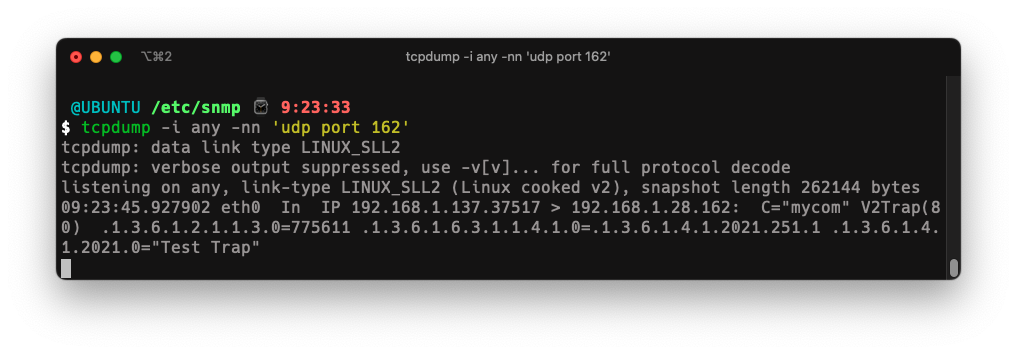 ⌥⌘2 tcpdump -i any -nn 'udp port 162'
@UBUNTU /etc/snmp 9:23:33
$ tcpdump -i any -nn 'udp port 162'
tcpdump: data link type LINUX_SLL2
tcpdump: verbose output suppressed, use -v[v]... for full protocol decode
listening on any, link-type LINUX_SLL2 (Linux cooked v2), snapshot length 262144 bytes
09:23:45.927902 eth0  In  IP 192.168.1.137.37517 > 192.168.1.28.162:  C="mycom" V2Trap(8
0)  .1.3.6.1.2.1.1.3.0=775611 .1.3.6.1.6.3.1.1.4.1.0=.1.3.6.1.4.1.2021.251.1 .1.3.6.1.4.
1.2021.0="Test Trap"